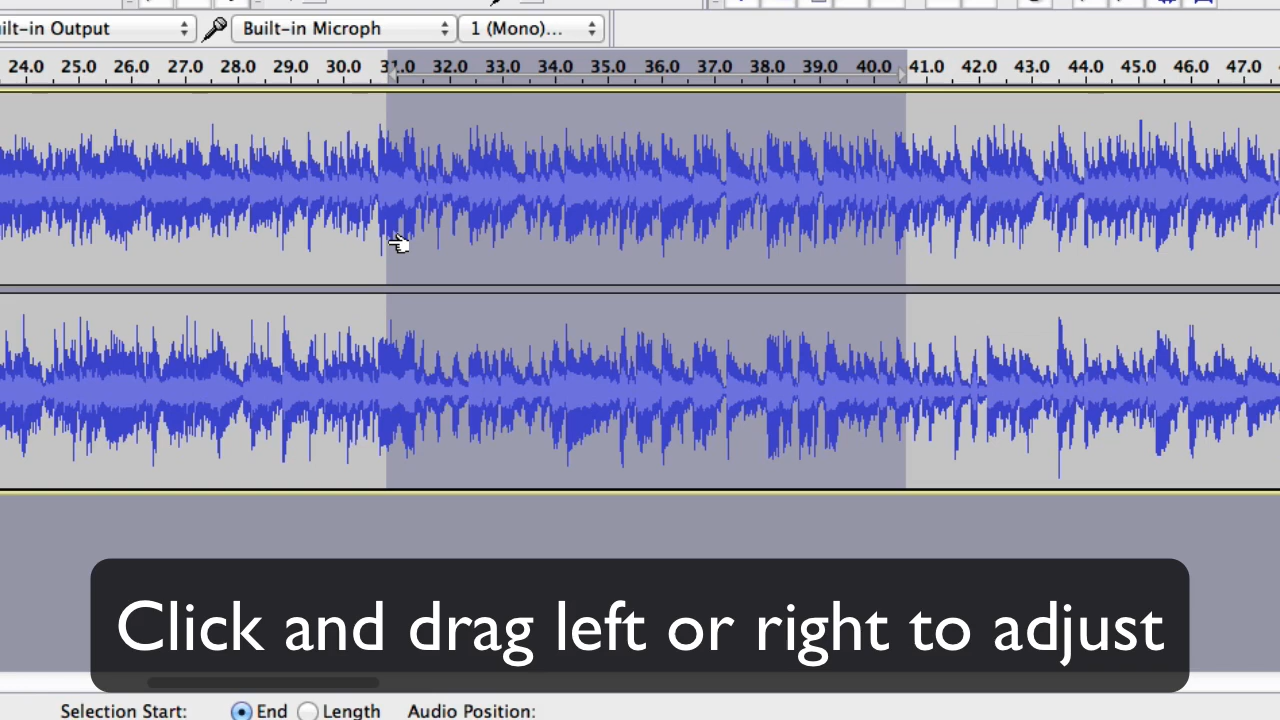 ilt-in Output Built-in Microph 1 (Mono)...
24.0 25.0 26.0 27.0 28.0 29.0 30.0 31.0 32.0 33.0 34.0 35.0 36.0 37.0 38.0 39.0 40.0 41.0 42.0 43.0 44.0 45.0 46.0 47.0
Click and drag left or right to adjust
Selection Start: End Length Audio Position: